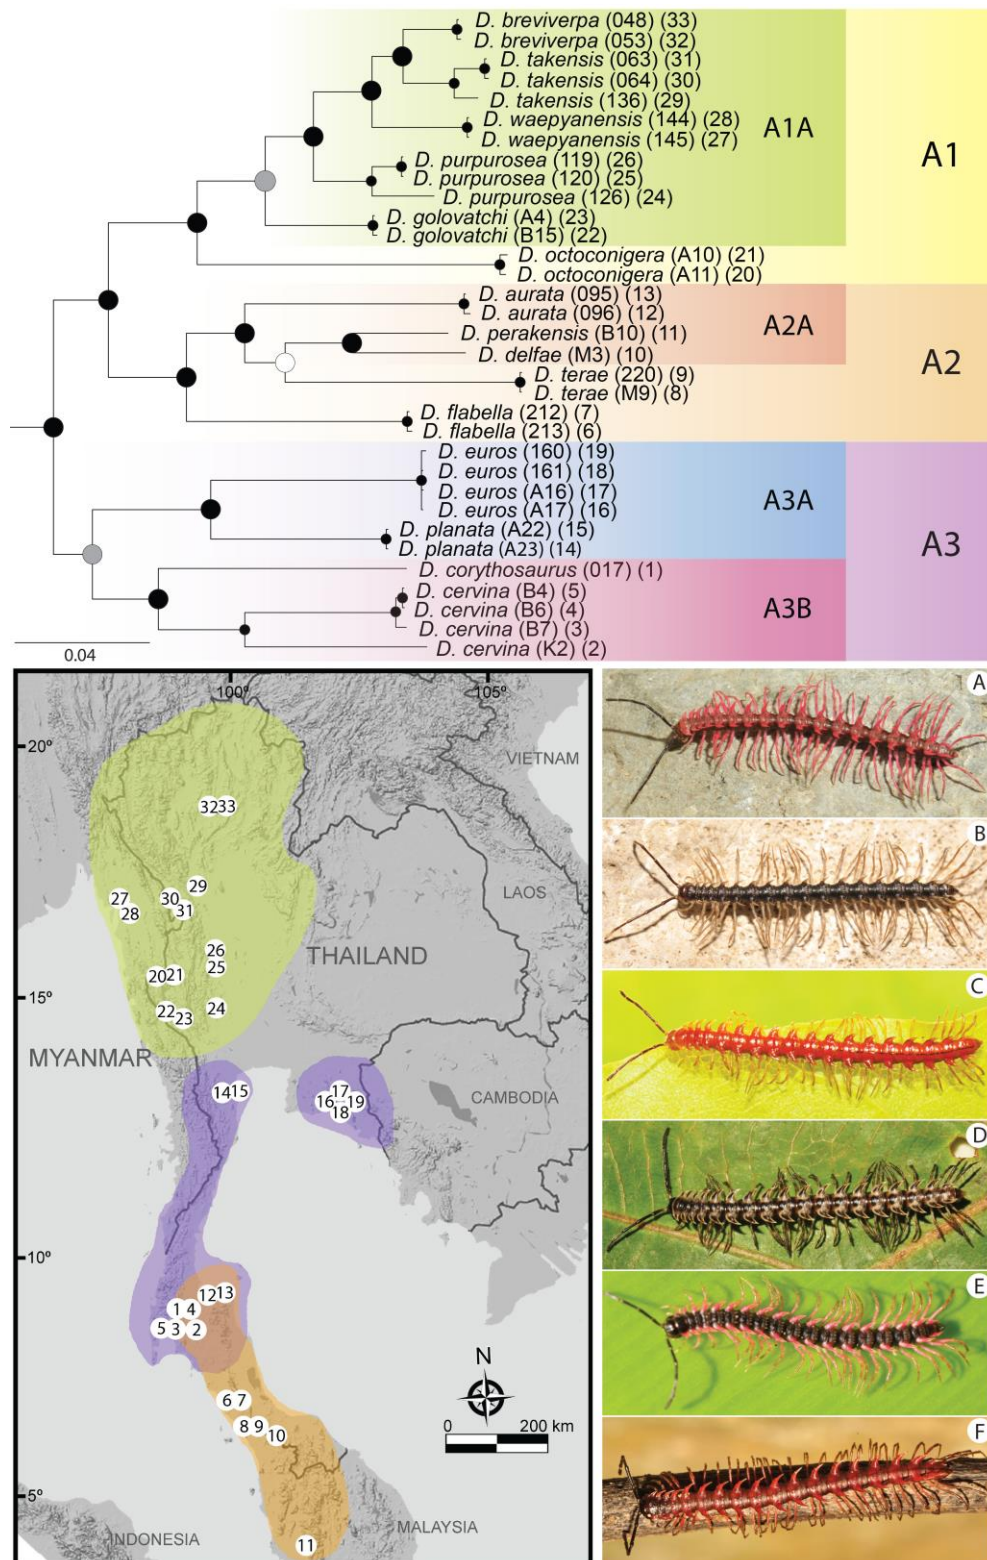 D. breviverpa (048) (33)
D. breviverpa (053) (32)
D. takensis (063) (31)
D. takensis (064) (30)
D. takensis (136) (29)
D. waepyanensis (144) (28)
D. waepyanensis (145) (27)
D. purpurosea (119) (26)
D. purpurosea (120) (25)
D. purpurosea (126) (24)
D. golovatchi (A4) (23)
D. golovatchi (B15) (22)
D. octoconigera (A10) (21)
D. octoconigera (A11) (20)
A1A
A1
D. aurata (095) (13)
D. aurata (096) (12)
D. perakensis (B10) (11)
D. delfae (M3) (10)
D. terae (220) (9)
D. terae (M9) (8)
D. flabella (212) (7)
D. flabella (213) (6)
A2A
A2
D. euros (160) (19)
D. euros (161) (18)
D. euros (A16) (17)
D. euros (A17) (16)
D. planata (A22) (15)
D. planata (A23) (14)
A3A
A3
D. corythosaurus (017) (1)
D. cervina (B4) (5)
D. cervina (B6) (4)
D. cervina (B7) (3)
D. cervina (K2) (2)
A3B
0.04
100º 105º
20º
VIETNAM
32 33
LAOS
29
27 30
28 31
THAILAND
26
25
20 21
15º
22 23 24
MYANMAR
14 15
17
16 19
18
CAMBODIA
10º
12 13
1 4
5 3 2
N
6 7
0 200 km
8 9 10
5º
MALAYSIA
INDONESIA
11
A
B
C
D
E
F